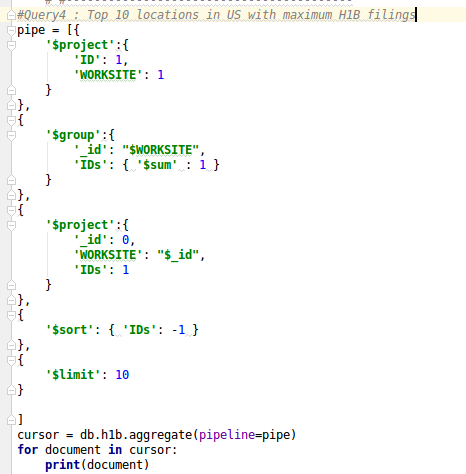 # #----------------------------------------
#Query4 : Top 10 locations in US with maximum H1B filings
pipe = [{
    '$project':{
        'ID': 1,
        'WORKSITE': 1
    }
},
{
    '$group':{
        '_id': "$WORKSITE",
        'IDs': { '$sum' : 1 }
    }
},
{
    '$project':{
        '_id': 0,
        'WORKSITE': "$_id",
        'IDs': 1
    }
},
{
    '$sort': { 'IDs': -1 }
},
{
    '$limit': 10
}
]
cursor = db.h1b.aggregate(pipeline=pipe)
for document in cursor:
    print(document)